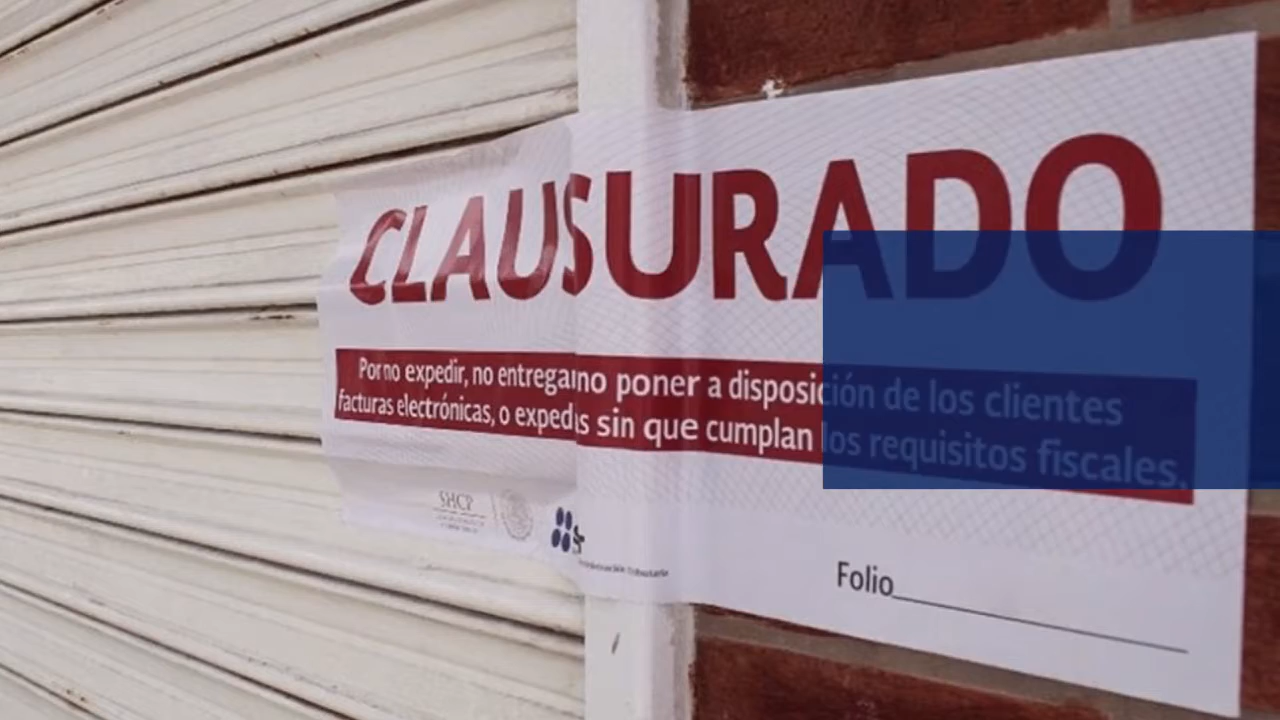 CLAUSURADO
Por no expedir, no entregar no poner a disposición de los clientes
facturas electrónicas, o expedis sin que cumplan los requisitos fiscales.
SHCP
Folio